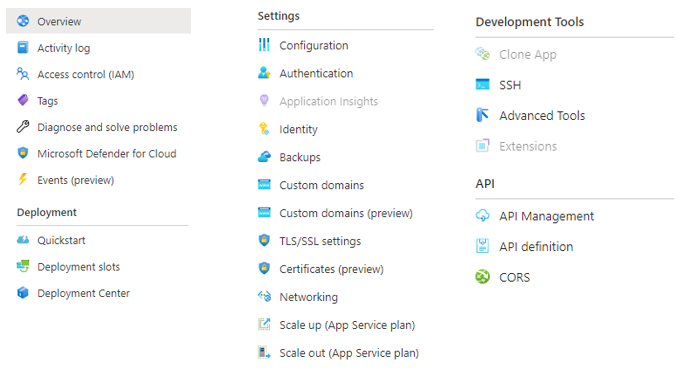 Overview
Activity log
Access control (IAM)
Tags
Diagnose and solve problems
Microsoft Defender for Cloud
Events (preview)
Deployment
Quickstart
Deployment slots
Deployment Center
Settings
Configuration
Authentication
Application Insights
Identity
Backups
Custom domains
Custom domains (preview)
TLS/SSL settings
Certificates (preview)
Networking
Scale up (App Service plan)
Scale out (App Service plan)
Development Tools
Clone App
SSH
Advanced Tools
Extensions
API
API Management
API definition
CORS